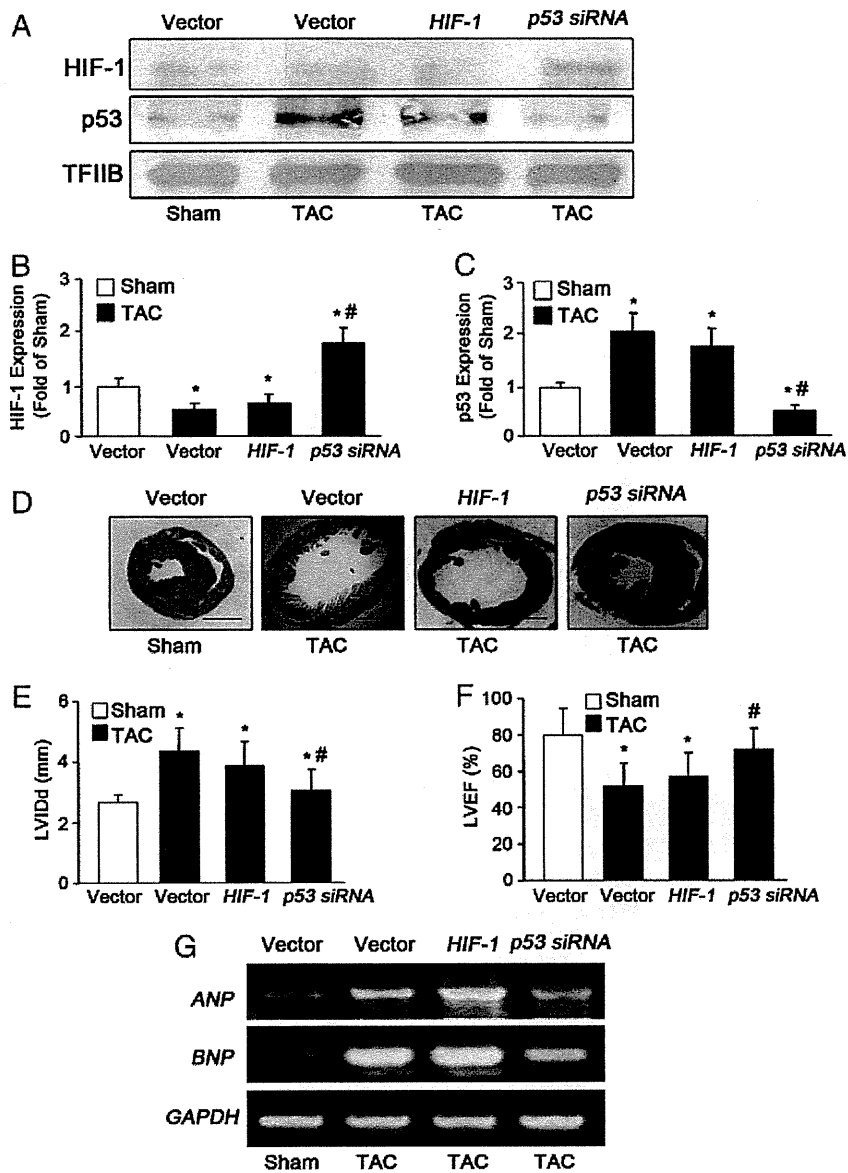 A
Vector Vector HIF-1 p53 siRNA
HIF-1
p53
TFIIB
Sham TAC TAC TAC
B
HIF-1 Expression
(Fold of Sham)
3
2
1
0
Sham
TAC
* * *#
Vector Vector HIF-1 p53 siRNA
C
p53 Expression
(Fold of Sham)
3
2
1
0
Sham
TAC
* * *#
Vector Vector HIF-1 p53 siRNA
D
Vector Vector HIF-1 p53 siRNA
Sham TAC TAC TAC
E
LVIDd (mm)
6
4
2
0
Sham
TAC
* * *#
Vector Vector HIF-1 p53 siRNA
F
LVEF (%)
100
80
60
40
20
0
Sham
TAC
* * #
Vector Vector HIF-1 p53 siRNA
G
Vector Vector HIF-1 p53 siRNA
ANP
BNP
GAPDH
Sham TAC TAC TAC